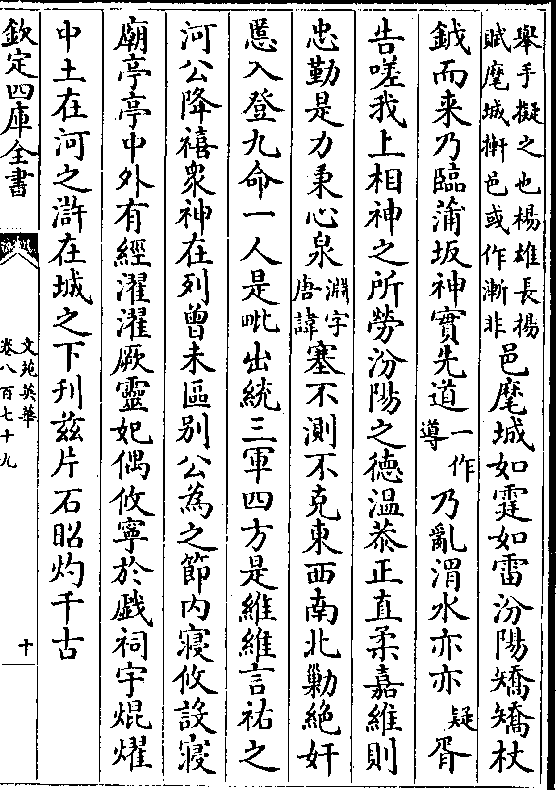 舉手擬之也楊雄長楊
賦麾城搟邑或作漸非
邑麾城如霆如雷汾陽矯矯杖
鉞而来乃臨蒲坂神實先道一作導乃亂渭水亦亦疑胥
告嗟我上相神之所勞汾陽之德温恭正直柔嘉維則
忠勤是力秉心泉淵字唐諱塞不測不克東西南北勦絶奸
慝入登九命一人是毗出統三軍四方是維維言祐之
河公降禧衆神在列曾未區别公為之節内寢攸設寢
廟亭亭中外有經濯濯厥靈妃偶攸寧於戲祠宇焜燿
中土在河之滸在城之下刋兹片石昭灼千古
欽定四庫全書
文苑英華
卷八百七十九
十